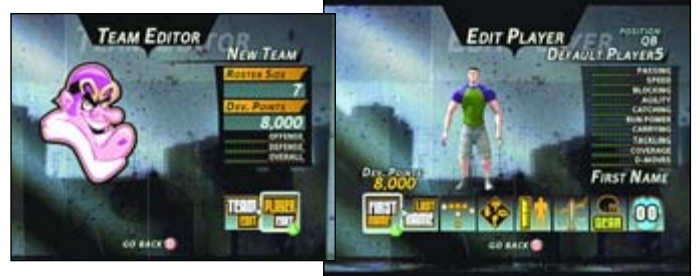 TEAM EDITOR
NEW TEAM
ROSTER SIZE
7
DEV. POINTS
8,000
OFFENSE
DEFENSE
OVERALL
TEAM EDIT
PLAYER EDIT
GO BACK
EDIT PLAYER
POSITION
QB
DEFAULT PLAYER5
PASSING
SPEED
BLOCKING
AGILITY
CATCHING
RUN POWER
CARRYING
TACKLING
COVERAGE
D-MOVES
DEV. POINTS
8,000
FIRST NAME
FIRST NAME
LAST NAME
GEAR
00
GO BACK